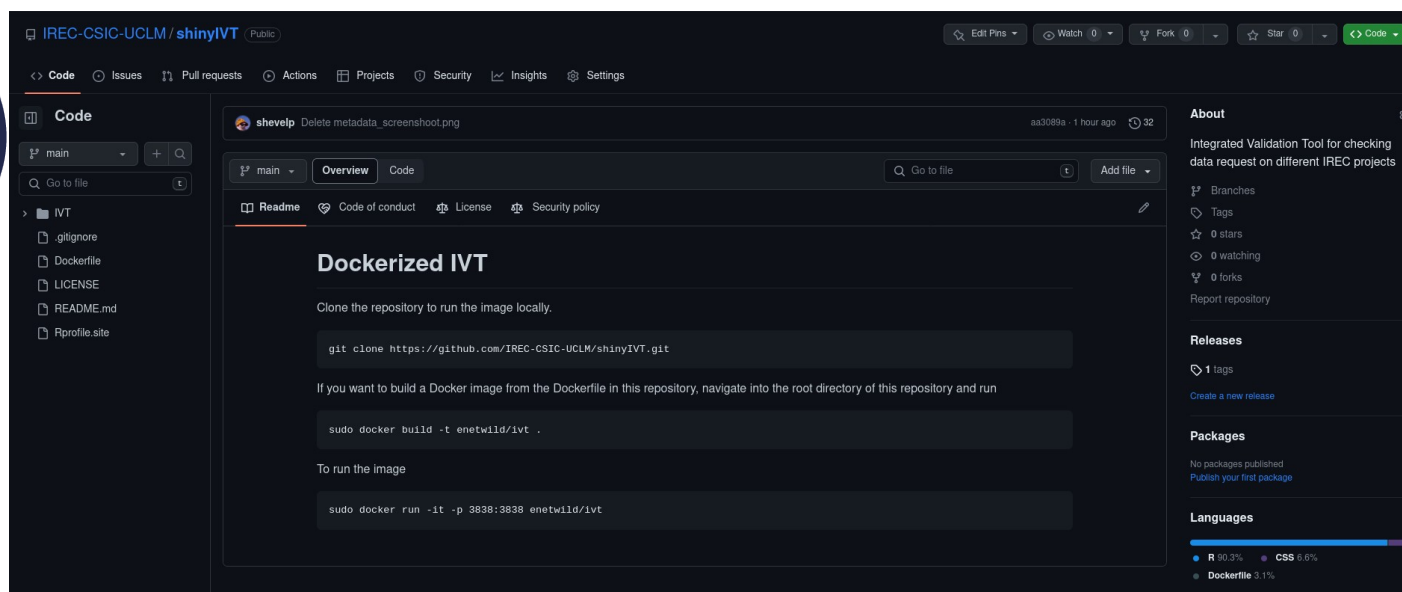 IREC-CSIC-UCLM / shinyIVT Public
Edit Pins Watch 0 Fork 0 Star 0 <> Code
<> Code Issues Pull requests Actions Projects Security Insights Settings
Code
main
Go to file t
IVT
.gitignore
Dockerfile
LICENSE
README.md
Rprofile.site
shevelp Delete metadata_screenshoot.png aa3089a · 1 hour ago 32
main Overview Code Go to file t Add file
Readme Code of conduct License Security policy
Dockerized IVT
Clone the repository to run the image locally.
git clone https://github.com/IREC-CSIC-UCLM/shinyIVT.git
If you want to build a Docker image from the Dockerfile in this repository, navigate into the root directory of this repository and run
sudo docker build -t enetwild/ivt .
To run the image
sudo docker run -it -p 3838:3838 enetwild/ivt
About
Integrated Validation Tool for checking
data request on different IREC projects
Branches
Tags
0 stars
0 watching
0 forks
Report repository
Releases
1 tags
Create a new release
Packages
No packages published
Publish your first package
Languages
R 90.3% CSS 6.6%
Dockerfile 3.1%